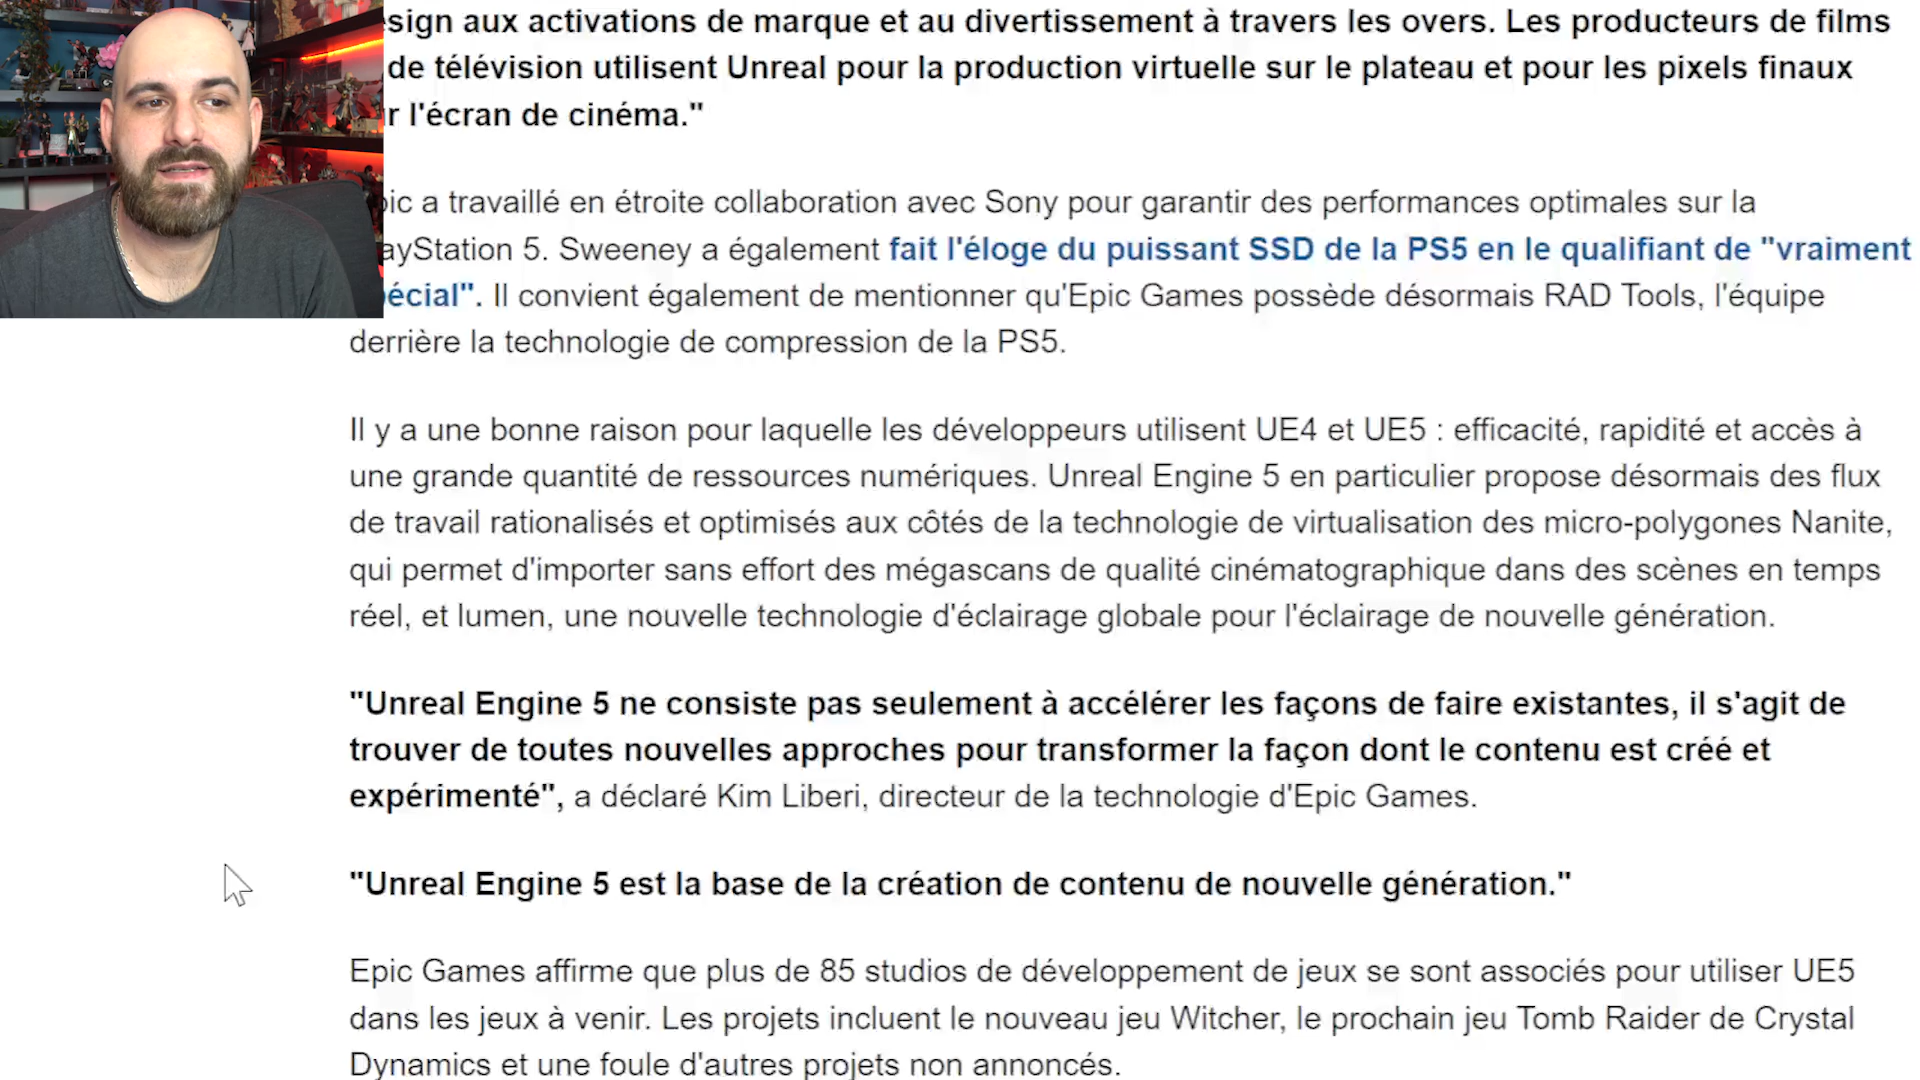 sign aux activations de marque et au divertissement à travers les overs. Les producteurs de films
de télévision utilisent Unreal pour la production virtuelle sur le plateau et pour les pixels finaux
r l'écran de cinéma."
pic a travaillé en étroite collaboration avec Sony pour garantir des performances optimales sur la
ayStation 5. Sweeney a également fait l'éloge du puissant SSD de la PS5 en le qualifiant de "vraiment
écial". Il convient également de mentionner qu'Epic Games possède désormais RAD Tools, l'équipe
derrière la technologie de compression de la PS5.
Il y a une bonne raison pour laquelle les développeurs utilisent UE4 et UE5 : efficacité, rapidité et accès à
une grande quantité de ressources numériques. Unreal Engine 5 en particulier propose désormais des flux
de travail rationalisés et optimisés aux côtés de la technologie de virtualisation des micro-polygones Nanite,
qui permet d'importer sans effort des mégascans de qualité cinématographique dans des scènes en temps
réel, et lumen, une nouvelle technologie d'éclairage globale pour l'éclairage de nouvelle génération.
"Unreal Engine 5 ne consiste pas seulement à accélérer les façons de faire existantes, il s'agit de
trouver de toutes nouvelles approches pour transformer la façon dont le contenu est créé et
expérimenté", a déclaré Kim Liberi, directeur de la technologie d'Epic Games.
"Unreal Engine 5 est la base de la création de contenu de nouvelle génération."
Epic Games affirme que plus de 85 studios de développement de jeux se sont associés pour utiliser UE5
dans les jeux à venir. Les projets incluent le nouveau jeu Witcher, le prochain jeu Tomb Raider de Crystal
Dynamics et une foule d'autres projets non annoncés.